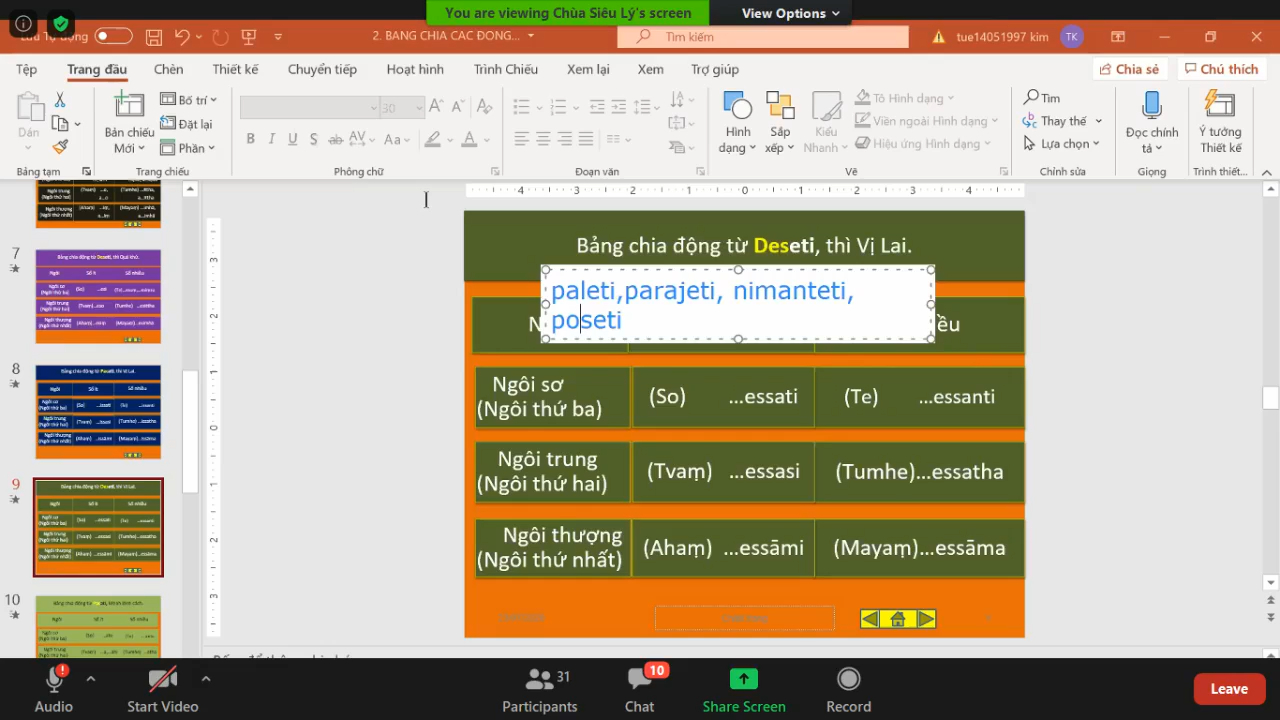 You are viewing Chùa Siêu Lý's screen
View Options
Lưu Tự động
2. BANG CHIA CAC ĐONG...
Tìm kiếm
tue14051997 kim
TK
Tệp
Trang đầu
Chèn
Thiết kế
Chuyển tiếp
Hoạt hình
Trình Chiếu
Xem lại
Xem
Trợ giúp
Chia sẻ
Chú thích
Dán
Bản chiếu Mới
Bố trí
Đặt lại
Phần
30
Hình dạng
Sắp xếp
Kiểu Nhanh
Tô Hình dạng
Viền ngoài Hình dạng
Hiệu ứng Hình dạng
Tìm
Thay thế
Lựa chọn
Đọc chính tả
Ý tưởng Thiết kế
Bảng tạm
Trang chiếu
Phông chữ
Đoạn văn
Vẽ
Chỉnh sửa
Giọng
Trình thiết...
7
8
9
10
Bảng chia động từ Deseti, thì Vị Lai.
paleti,parajeti, nimanteti,
poseti
Ngôi sơ
(Ngôi thứ ba)
(So) ...essati
(Te) ...essanti
Ngôi trung
(Ngôi thứ hai)
(Tvaṃ) ...essasi
(Tumhe)...essatha
Ngôi thượng
(Ngôi thứ nhất)
(Ahaṃ) ...essāmi
(Mayaṃ)...essāma
Audio
Start Video
31
Participants
10
Chat
Share Screen
Record
Leave